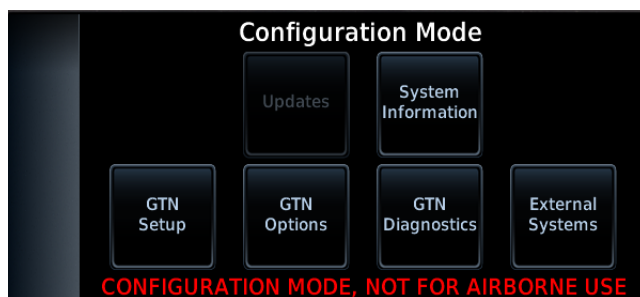 Configuration Mode
Updates
System
Information
GTN
Setup
GTN
Options
GTN
Diagnostics
External
Systems
CONFIGURATION MODE, NOT FOR AIRBORNE USE